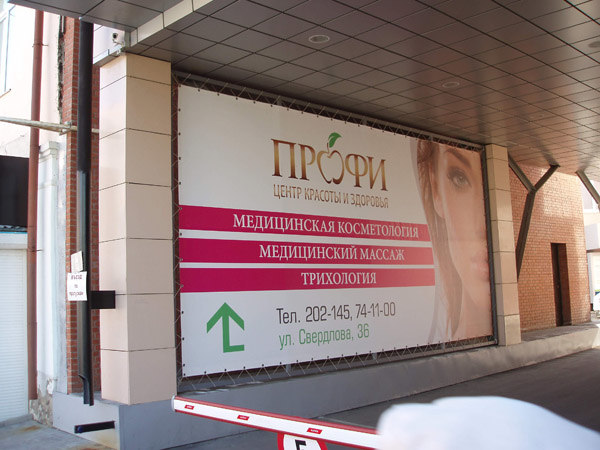 ПРОФИ
ЦЕНТР КРАСОТЫ И ЗДОРОВЬЯ
МЕДИЦИНСКАЯ КОСМЕТОЛОГИЯ
МЕДИЦИНСКИЙ МАССАЖ
ТРИХОЛОГИЯ
Тел. 202-145, 74-11-00
ул. Свердлова, 36